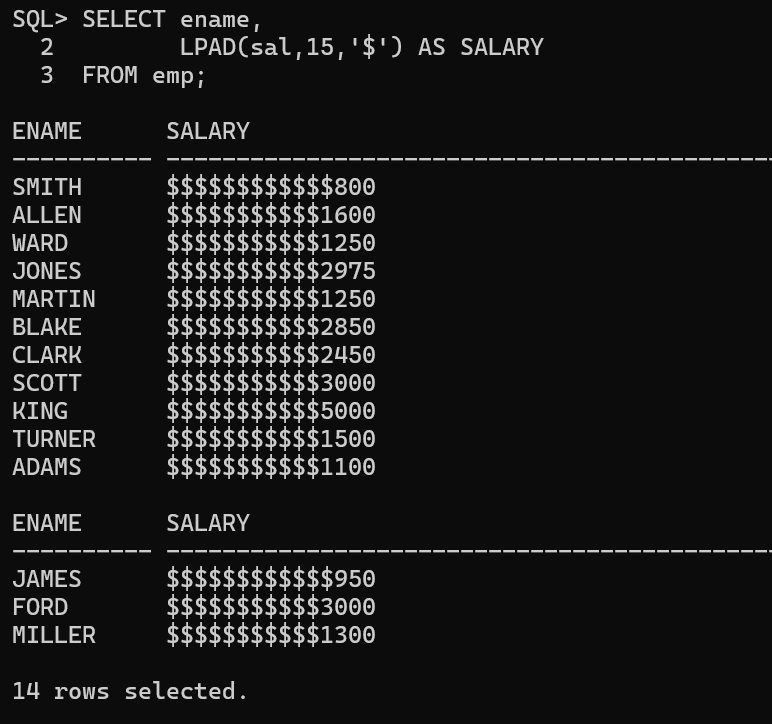 SQL> SELECT ename,
  2         LPAD(sal,15,'$') AS SALARY
  3  FROM emp;

ENAME      SALARY
---------- --------------------------------------------
SMITH      $$$$$$$$$$$$800
ALLEN      $$$$$$$$$$$1600
WARD       $$$$$$$$$$$1250
JONES      $$$$$$$$$$$2975
MARTIN     $$$$$$$$$$$1250
BLAKE      $$$$$$$$$$$2850
CLARK      $$$$$$$$$$$2450
SCOTT      $$$$$$$$$$$3000
KING       $$$$$$$$$$$5000
TURNER     $$$$$$$$$$$1500
ADAMS      $$$$$$$$$$$1100

ENAME      SALARY
---------- --------------------------------------------
JAMES      $$$$$$$$$$$$950
FORD       $$$$$$$$$$$3000
MILLER     $$$$$$$$$$$1300

14 rows selected.